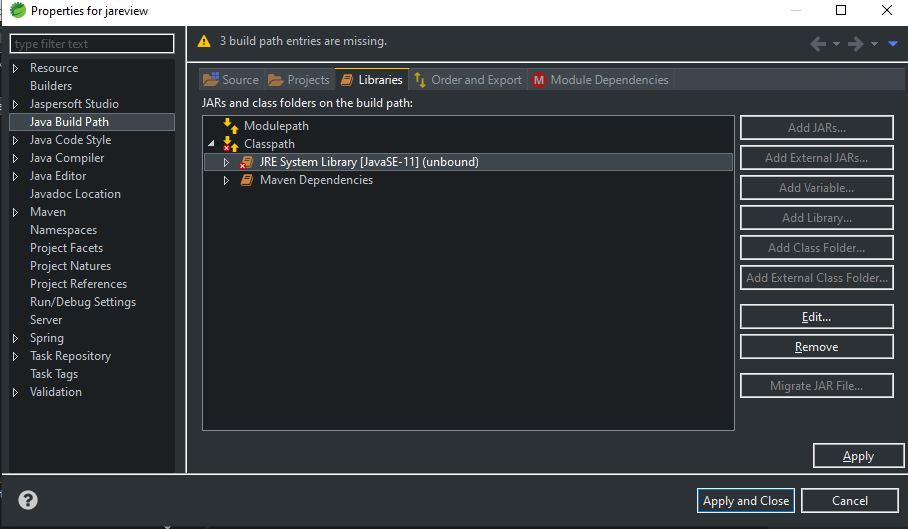 Properties for jareview
type filter text
Resource
Builders
Jaspersoft Studio
Java Build Path
Java Code Style
Java Compiler
Java Editor
Javadoc Location
Maven
Namespaces
Project Facets
Project Natures
Project References
Run/Debug Settings
Server
Spring
Task Repository
Task Tags
Validation
3 build path entries are missing.
Source Projects Libraries Order and Export M Module Dependencies
JARs and class folders on the build path:
Modulepath
Classpath
JRE System Library [JavaSE-11] (unbound)
Maven Dependencies
Add JARs...
Add External JARs...
Add Variable...
Add Library...
Add Class Folder...
Add External Class Folder...
Edit...
Remove
Migrate JAR File...
Apply
? Apply and Close Cancel